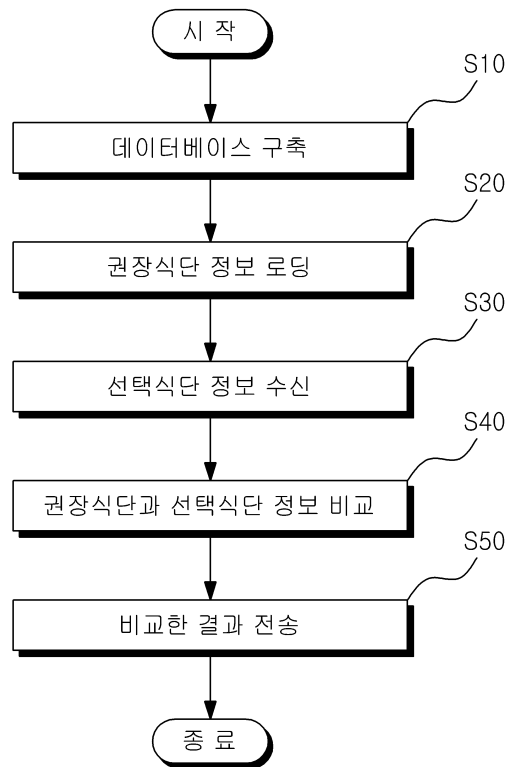 시 작
S10
데이터베이스 구축
S20
권장식단 정보 로딩
S30
선택식단 정보 수신
S40
권장식단과 선택식단 정보 비교
S50
비교한 결과 전송
종 료